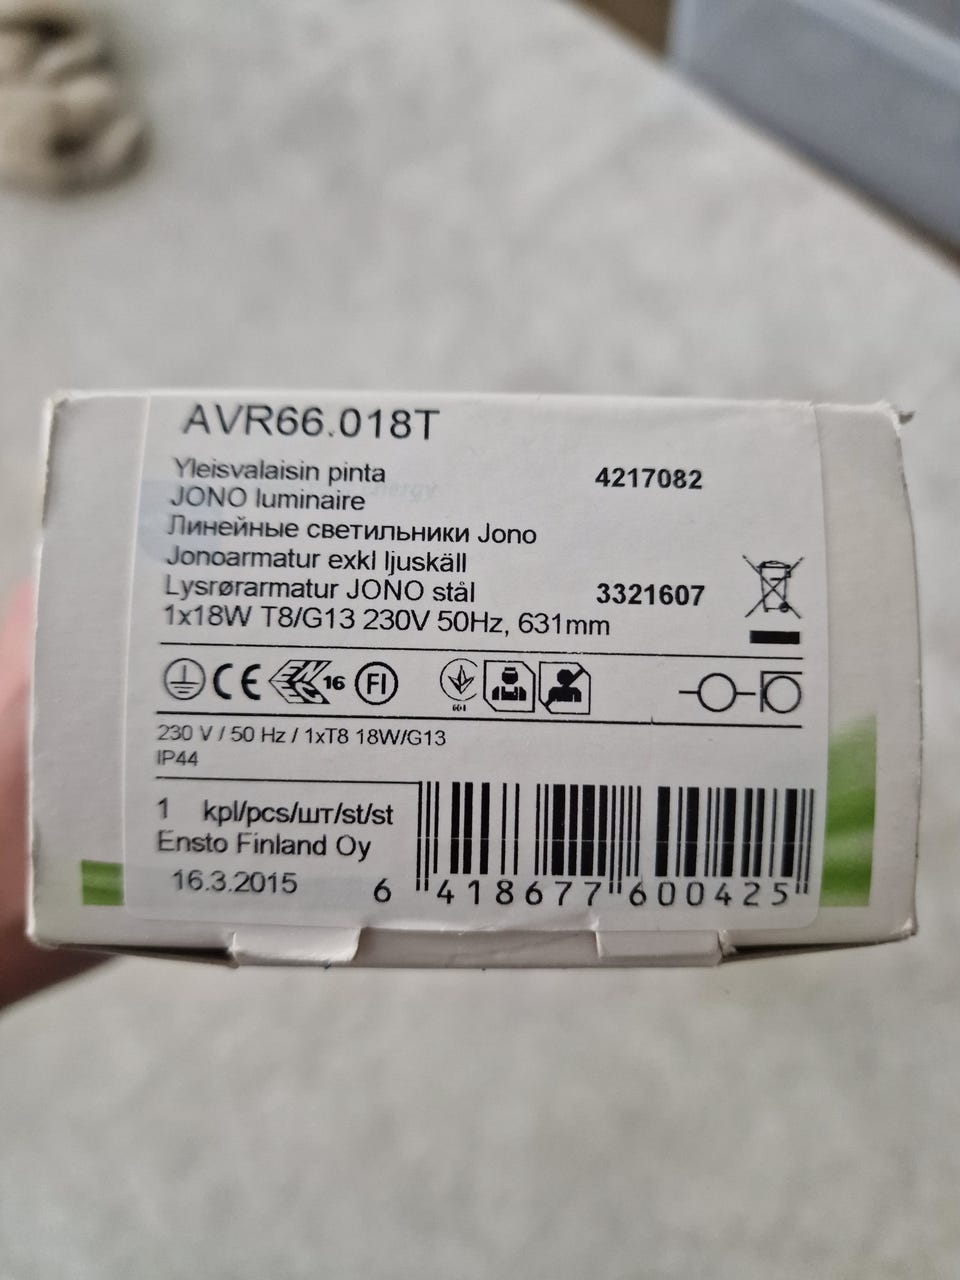 AVR66.018T
Yleisvalaisin pinta 4217082
JONO luminaire
Линейные светильники Jono
Jonoarmatur exkl ljuskäll
Lysrørarmatur JONO stål 3321607
1x18W T8/G13 230V 50Hz, 631mm
CE 16 FI
230 V / 50 Hz / 1xT8 18W/G13
IP44
1 kpl/pcs/шт/st/st
Ensto Finland Oy
16.3.2015
6 418677 600425